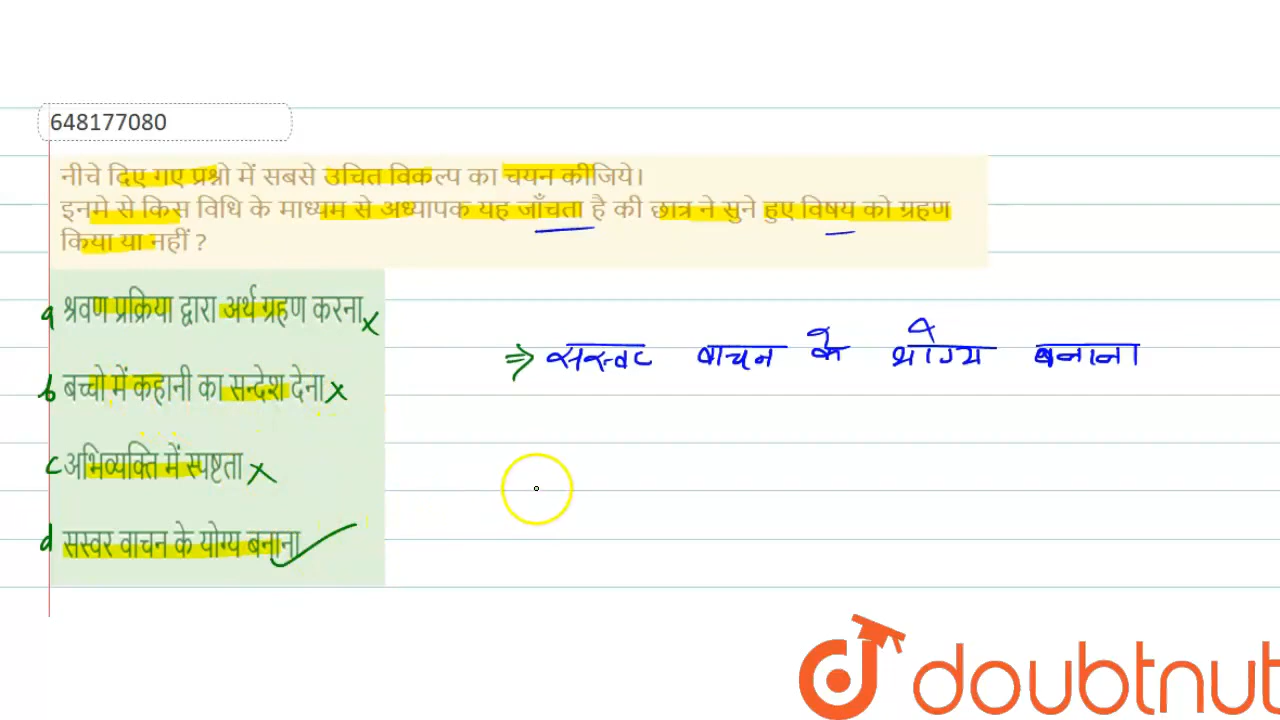 648177080
नीचे दिए गए प्रश्नो में सबसे उचित विकल्प का चयन कीजिये।
इनमे से किस विधि के माध्यम से अध्यापक यह जाँचता है की छात्र ने सुने हुए विषय को ग्रहण
किया या नहीं ?
a श्रवण प्रक्रिया द्वारा अर्थ ग्रहण करना x
⇒ सस्वर वाचन के योग्य बनाना
b बच्चो में कहानी का सन्देश देना x
c अभिव्यक्ति में स्पष्टता x
d सस्वर वाचन के योग्य बनाना ✓
doubtnut